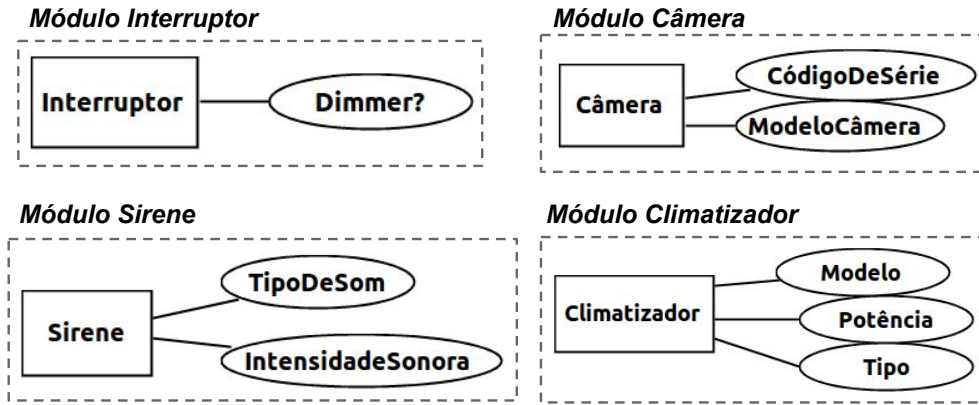 Módulo Interruptor
Interruptor
Dimmer?
Módulo Câmera
Câmera
CódigoDeSérie
ModeloCâmera
Módulo Sirene
Sirene
TipoDeSom
IntensidadeSonora
Módulo Climatizador
Climatizador
Modelo
Potência
Tipo